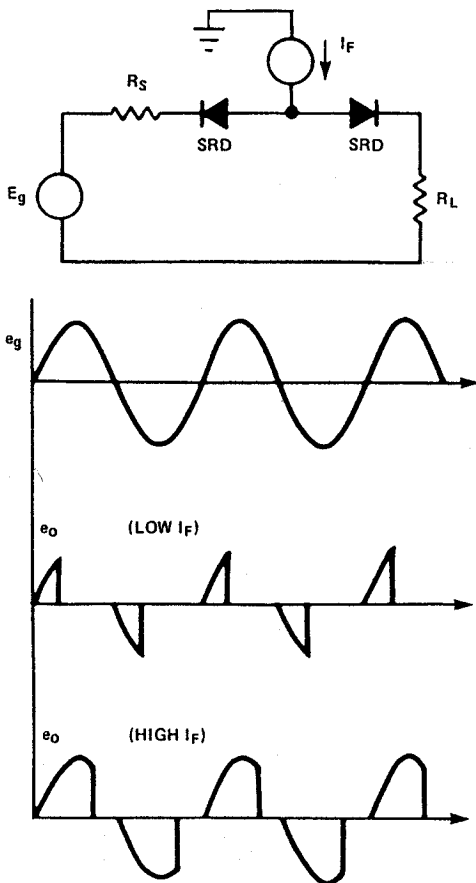 I_F
R_S
SRD SRD
E_g
R_L
e_g
e_o (LOW I_F)
e_o (HIGH I_F)